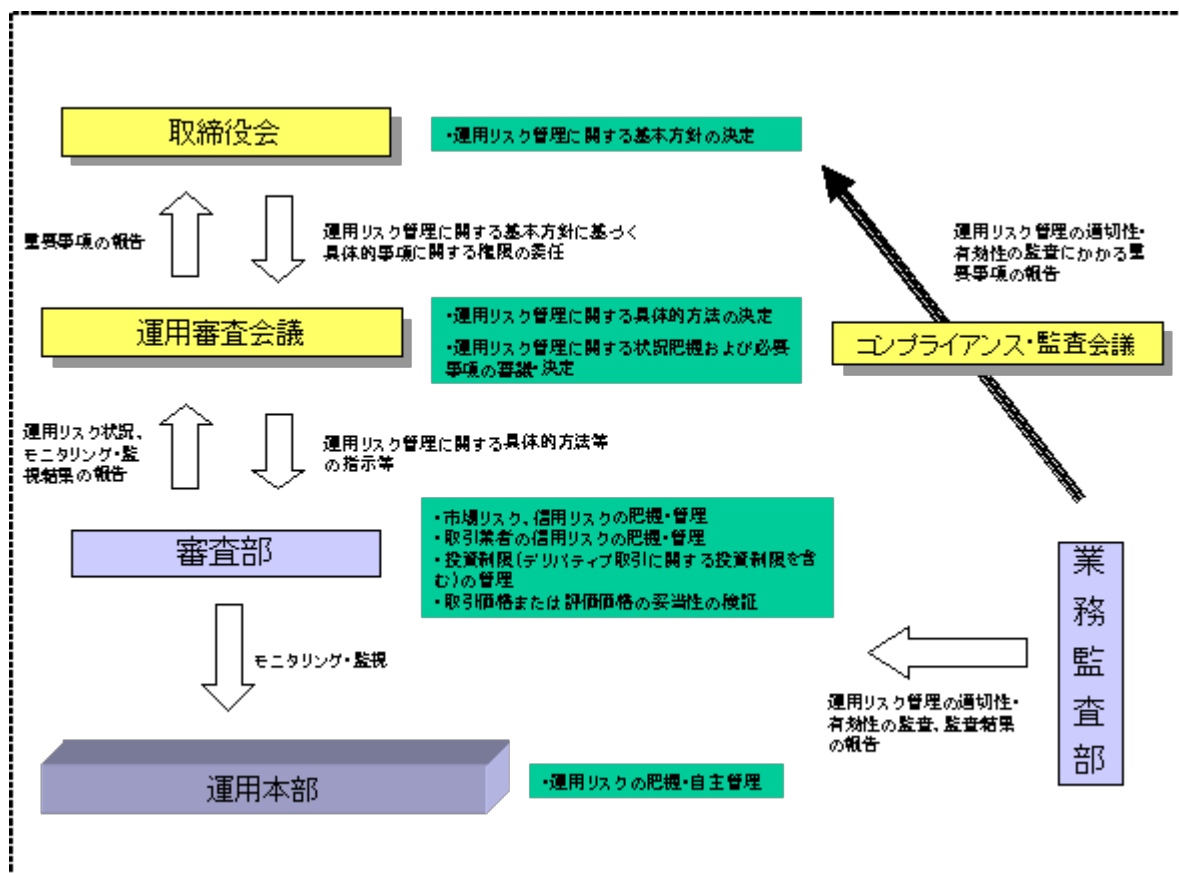 取締役会
・運用リスク管理に関する基本方針の決定
重要事項の報告
運用リスク管理に関する基本方針に基づく
具体的事項に関する権限の委任
運用リスク管理の適切性・
有効性の監査にかかる重
要事項の報告
運用審査会議
・運用リスク管理に関する具体的方法の決定
・運用リスク管理に関する状況把握および必要
事項の審議・決定
コンプライアンス・監査会議
運用リスク状況、
モニタリング・監
視結果の報告
運用リスク管理に関する具体的方法等
の指示等
審査部
・市場リスク、信用リスクの把握・管理
・取引業者の信用リスクの把握・管理
・投資制限(デリバティブ取引に関する投資制限を含
む)の管理
・取引価格または評価価格の妥当性の検証
業務監査部
モニタリング・監視
運用リスク管理の適切性・
有効性の監査、監査結果
の報告
運用本部
・運用リスクの把握・自主管理